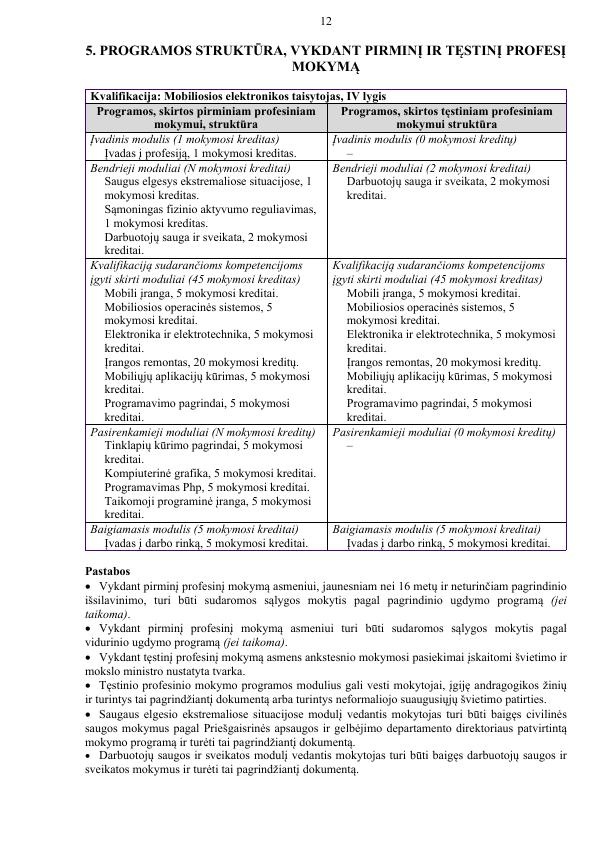 12
5. PROGRAMOS STRUKTŪRA, VYKDANT PIRMINĮ IR TĘSTINĮ PROFESĮ
MOKYMĄ
Kvalifikacija: Mobiliosios elektronikos taisytojas, IV lygis
Programos, skirtos pirminiam profesiniam
mokymui, struktūra
Programos, skirtos tęstiniam profesiniam
mokymui struktūra
Įvadinis modulis (1 mokymosi kreditas)
Įvadas į profesiją, 1 mokymosi kreditas.
Įvadinis modulis (0 mokymosi kreditų)
–
Bendrieji moduliai (N mokymosi kreditai)
Saugus elgesys ekstremaliose situacijose, 1
mokymosi kreditas.
Sąmoningas fizinio aktyvumo reguliavimas,
1 mokymosi kreditas.
Darbuotojų sauga ir sveikata, 2 mokymosi
kreditai.
Bendrieji moduliai (2 mokymosi kreditai)
Darbuotojų sauga ir sveikata, 2 mokymosi
kreditai.
Kvalifikaciją sudarančioms kompetencijoms
įgyti skirti moduliai (45 mokymosi kreditas)
Mobili įranga, 5 mokymosi kreditai.
Mobiliosios operacinės sistemos, 5
mokymosi kreditai.
Elektronika ir elektrotechnika, 5 mokymosi
kreditai.
Įrangos remontas, 20 mokymosi kreditų.
Mobiliųjų aplikacijų kūrimas, 5 mokymosi
kreditai.
Programavimo pagrindai, 5 mokymosi
kreditai.
Kvalifikaciją sudarančioms kompetencijoms
įgyti skirti moduliai (45 mokymosi kreditas)
Mobili įranga, 5 mokymosi kreditai.
Mobiliosios operacinės sistemos, 5
mokymosi kreditai.
Elektronika ir elektrotechnika, 5 mokymosi
kreditai.
Įrangos remontas, 20 mokymosi kreditų.
Mobiliųjų aplikacijų kūrimas, 5 mokymosi
kreditai.
Programavimo pagrindai, 5 mokymosi
kreditai.
Pasirenkamieji moduliai (N mokymosi kreditų)
Tinklapių kūrimo pagrindai, 5 mokymosi
kreditai.
Kompiuterinė grafika, 5 mokymosi kreditai.
Programavimas Php, 5 mokymosi kreditai.
Taikomoji programinė įranga, 5 mokymosi
kreditai.
Pasirenkamieji moduliai (0 mokymosi kreditų)
–
Baigiamasis modulis (5 mokymosi kreditai)
Įvadas į darbo rinką, 5 mokymosi kreditai.
Baigiamasis modulis (5 mokymosi kreditai)
Įvadas į darbo rinką, 5 mokymosi kreditai.
Pastabos
• Vykdant pirminį profesinį mokymą asmeniui, jaunesniam nei 16 metų ir neturinčiam pagrindinio
išsilavinimo, turi būti sudaromos sąlygos mokytis pagal pagrindinio ugdymo programą (jei
taikoma).
• Vykdant pirminį profesinį mokymą asmeniui turi būti sudaromos sąlygos mokytis pagal
vidurinio ugdymo programą (jei taikoma).
• Vykdant tęstinį profesinį mokymą asmens ankstesnio mokymosi pasiekimai įskaitomi švietimo ir
mokslo ministro nustatyta tvarka.
• Tęstinio profesinio mokymo programos modulius gali vesti mokytojai, įgiję andragogikos žinių
ir turintys tai pagrindžiantį dokumentą arba turintys neformaliojo suaugusiųjų švietimo patirties.
• Saugaus elgesio ekstremaliose situacijose modulį vedantis mokytojas turi būti baigęs civilinės
saugos mokymus pagal Priešgaisrinės apsaugos ir gelbėjimo departamento direktoriaus patvirtintą
mokymo programą ir turėti tai pagrindžiantį dokumentą.
• Darbuotojų saugos ir sveikatos modulį vedantis mokytojas turi būti baigęs darbuotojų saugos ir
sveikatos mokymus ir turėti tai pagrindžiantį dokumentą.